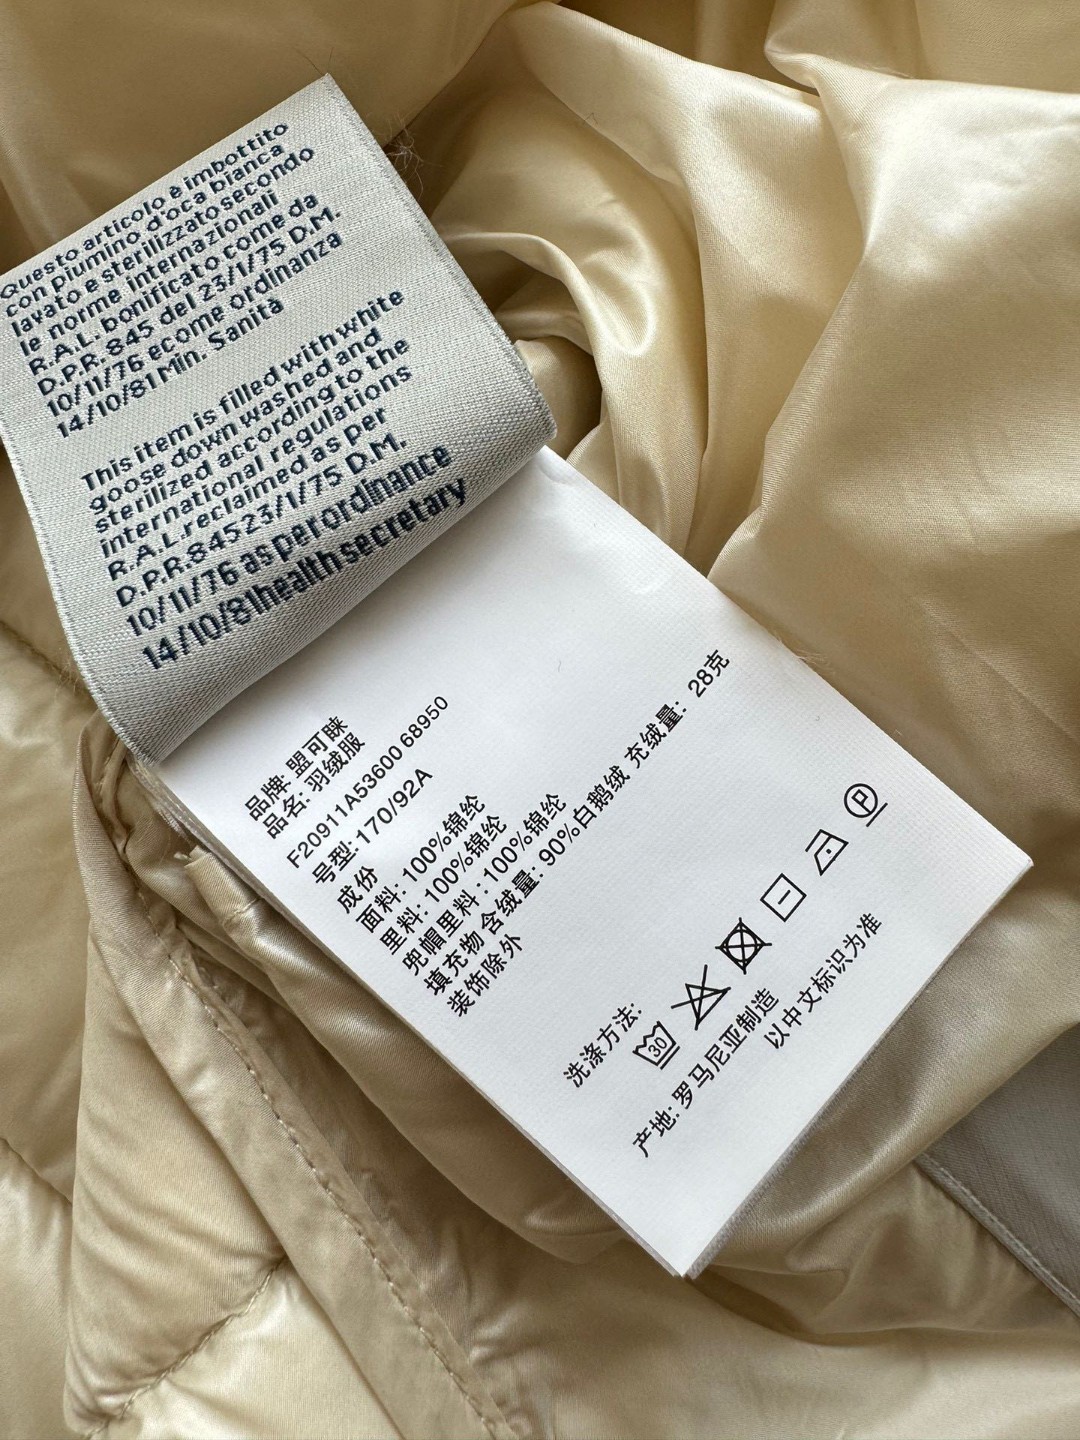 Questo articolo è imbottito
con piumino d'oca bianca
lavato e sterilizzato secondo
le norme internazionali
R.A.L. bonificato come da
D.P.R. 845 del 23/1/75 D.M.
10/11/76 e come ordinanza
14/10/81 Min. Sanità
This item is filled with white
goose down washed and
sterilized according to the
international regulations
R.A.L. reclaimed as per
D.P.R. 845 23/1/75 D.M.
10/11/76 as per ordinance
14/10/81 health secretary
品牌: 盟可睐
品名: 羽绒服
F20911A53600 68950
号型: 170/92A
成份
面料: 100%锦纶
里料: 100%锦纶
兜帽里料: 100%锦纶
填充物 含绒量: 90%白鹅绒 充绒量: 28克
装饰除外
洗涤方法:
30
P
产地: 罗马尼亚制造
以中文标识为准